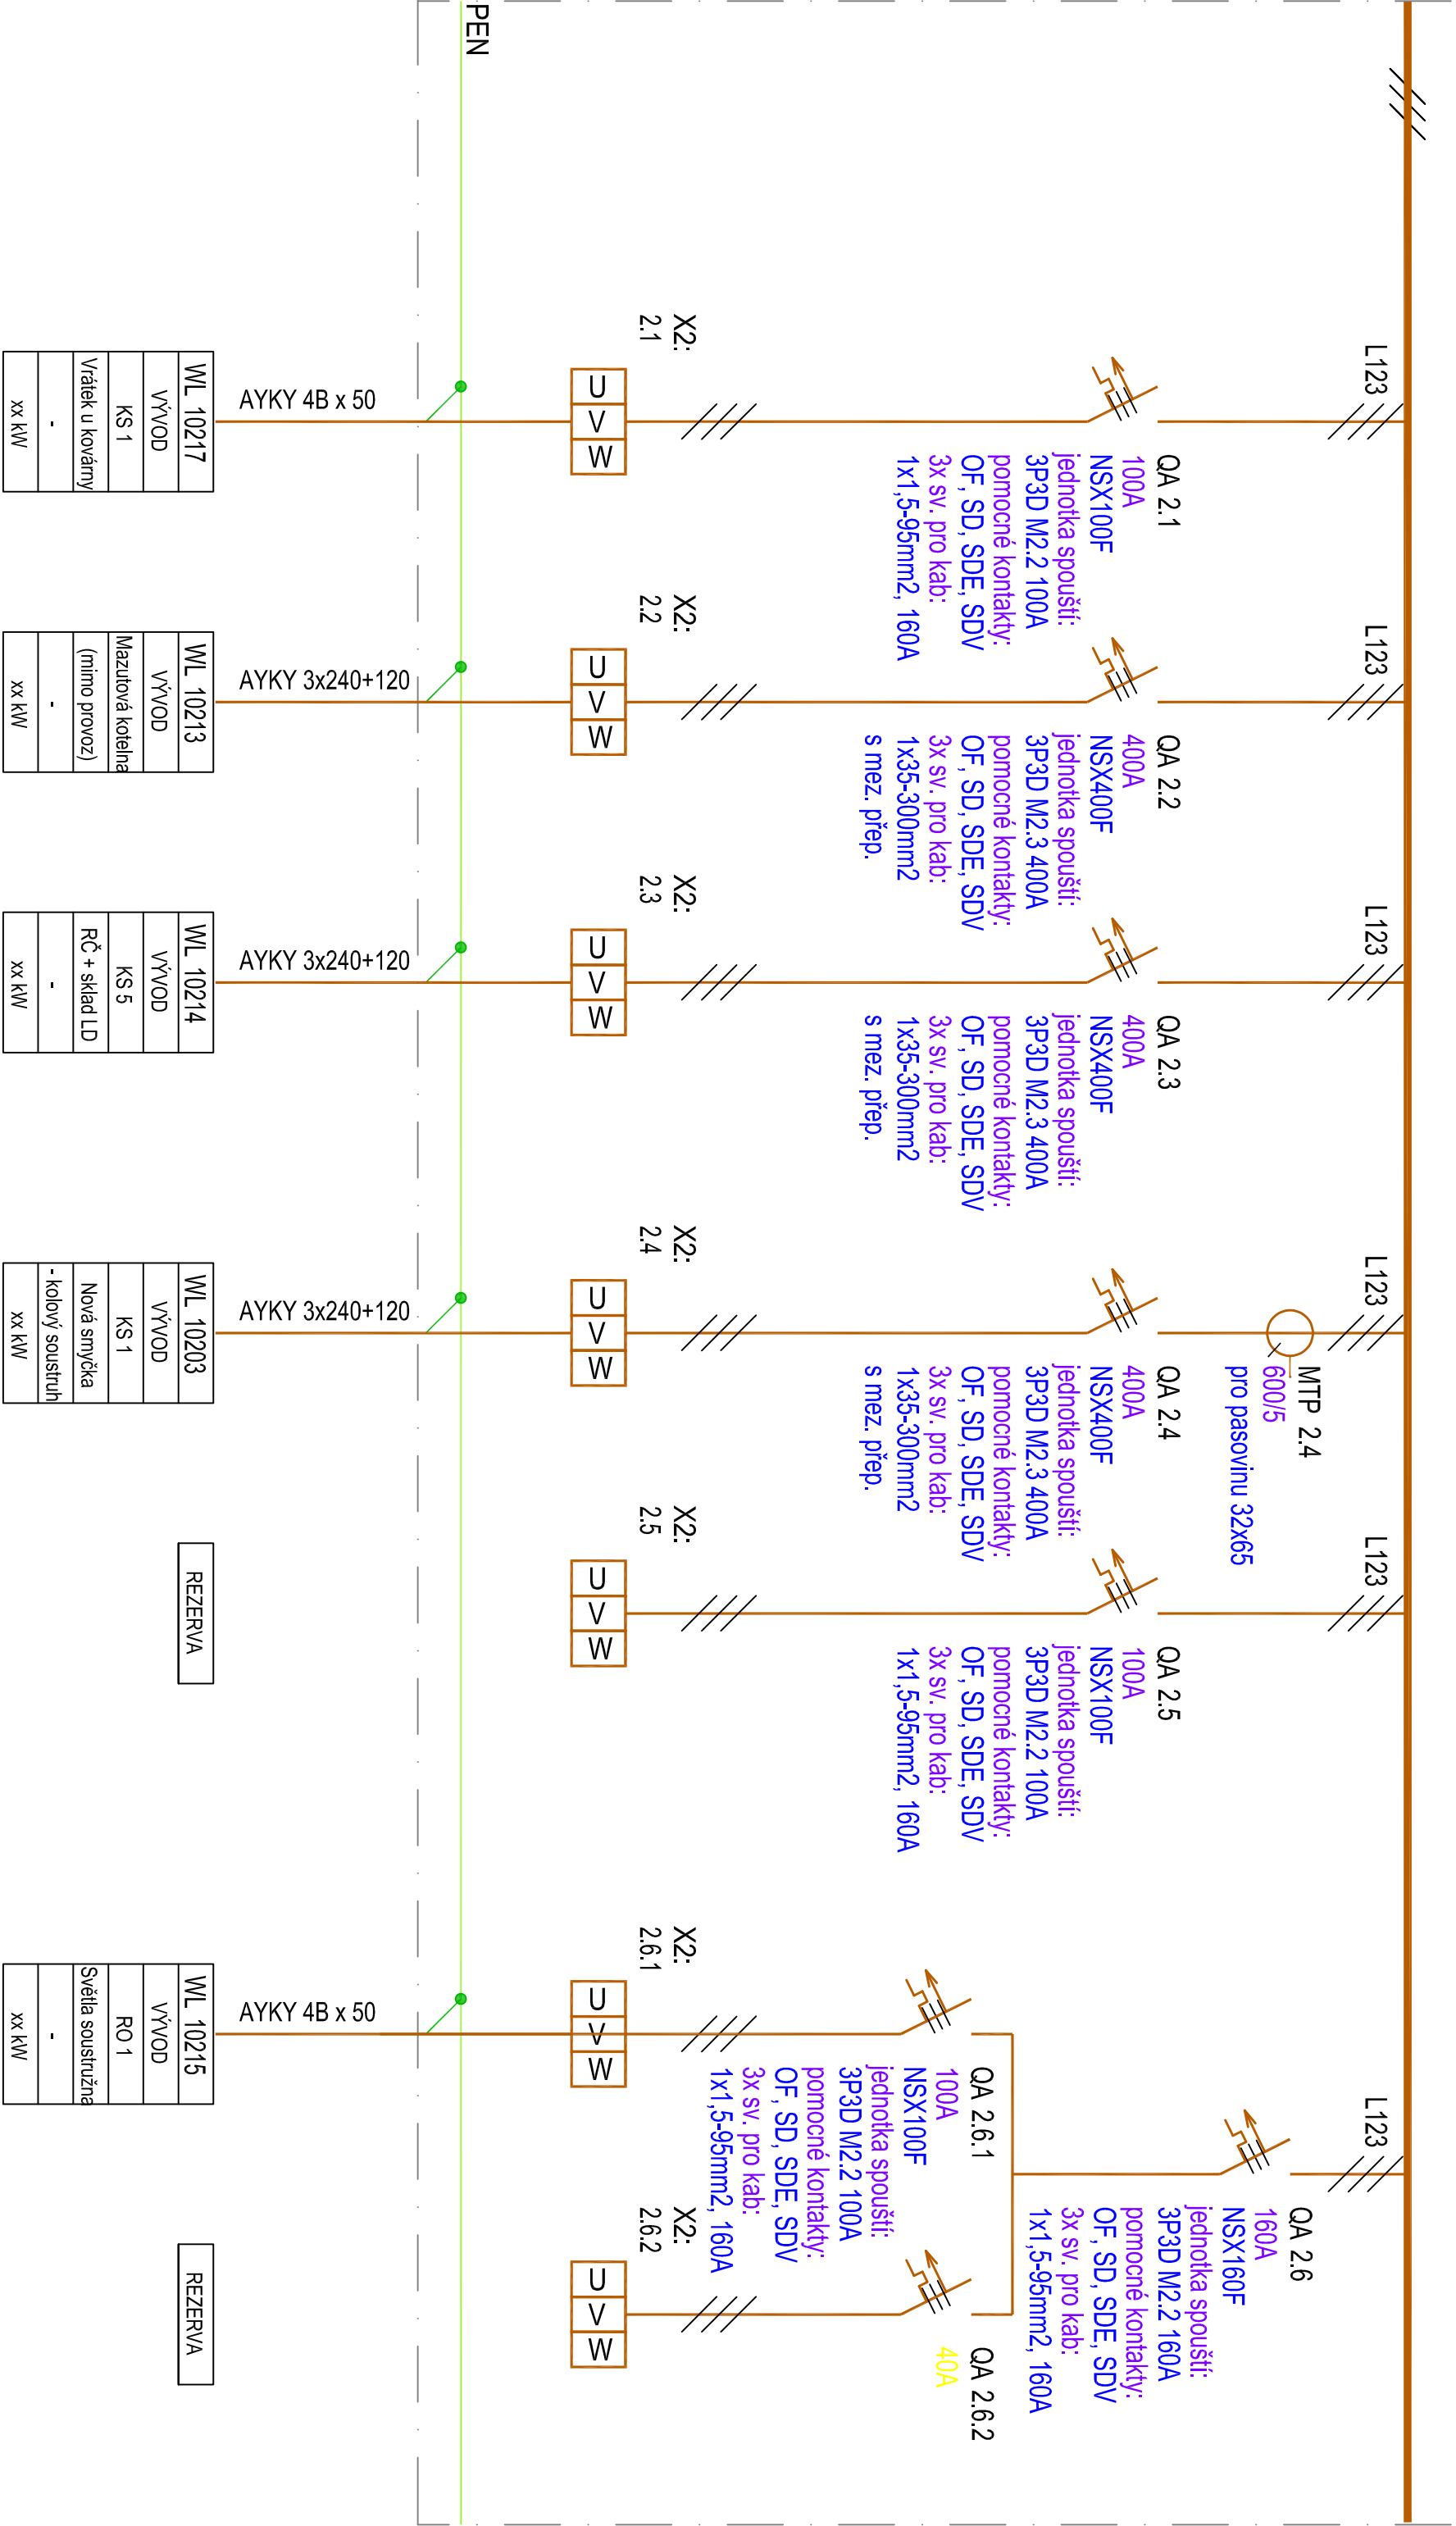 L123
QA 2.1
100A
NSX100F
jednotka spouští:
3P3D M2.2 100A
pomocné kontakty:
OF, SD, SDE, SDV
3x sv. pro kab:
1x1,5-95mm2, 160A
X2:
2.1
U
V
W
PEN
AYKY 4B x 50
WL 10217
VÝVOD
KS 1
Vrátek u kovárny
-
xx kW
L123
QA 2.2
400A
NSX400F
jednotka spouští:
3P3D M2.3 400A
pomocné kontakty:
OF, SD, SDE, SDV
3x sv. pro kab:
1x35-300mm2
s mez. přep.
X2:
2.2
U
V
W
AYKY 3x240+120
WL 10213
VÝVOD
Mazutová kotelna
(mimo provoz)
-
xx kW
L123
QA 2.3
400A
NSX400F
jednotka spouští:
3P3D M2.3 400A
pomocné kontakty:
OF, SD, SDE, SDV
3x sv. pro kab:
1x35-300mm2
s mez. přep.
X2:
2.3
U
V
W
AYKY 3x240+120
WL 10214
VÝVOD
KS 5
RČ + sklad LD
-
xx kW
L123
MTP 2.4
600/5
pro pasovinu 32x65
QA 2.4
400A
NSX400F
jednotka spouští:
3P3D M2.3 400A
pomocné kontakty:
OF, SD, SDE, SDV
3x sv. pro kab:
1x35-300mm2
s mez. přep.
X2:
2.4
U
V
W
AYKY 3x240+120
WL 10203
VÝVOD
KS 1
Nová smyčka
- kolový soustruh
xx kW
L123
QA 2.5
100A
NSX100F
jednotka spouští:
3P3D M2.2 100A
pomocné kontakty:
OF, SD, SDE, SDV
3x sv. pro kab:
1x1,5-95mm2, 160A
X2:
2.5
U
V
W
REZERVA
L123
QA 2.6
160A
NSX160F
jednotka spouští:
3P3D M2.2 160A
pomocné kontakty:
OF, SD, SDE, SDV
3x sv. pro kab:
1x1,5-95mm2, 160A
QA 2.6.1
100A
NSX100F
jednotka spouští:
3P3D M2.2 100A
pomocné kontakty:
OF, SD, SDE, SDV
3x sv. pro kab:
1x1,5-95mm2, 160A
X2:
2.6.1
U
V
W
AYKY 4B x 50
WL 10215
VÝVOD
RO 1
Světla soustružna
-
xx kW
QA 2.6.2
40A
X2:
2.6.2
U
V
W
REZERVA